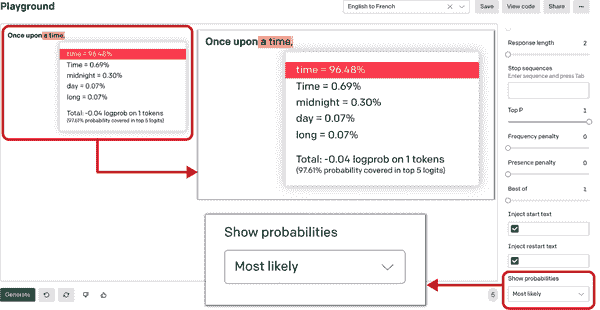 Playground
English to French
Save
View code
Share
...
Once upon a time,
time = 96.48%
Time = 0.69%
midnight = 0.30%
day = 0.07%
long = 0.07%
Total: -0.04 logprob on 1 tokens
(97.61% probability covered in top 5 logits)
Once upon a time,
time = 96.48%
Time = 0.69%
midnight = 0.30%
day = 0.07%
long = 0.07%
Total: -0.04 logprob on 1 tokens
(97.61% probability covered in top 5 logits)
Show probabilities
Most likely
Response length 2
Stop sequences
Enter sequence and press Tab
Top P 1
Frequency penalty 0
Presence penalty 0
Best of 1
Inject start text
Inject restart text
Show probabilities
Most likely
Generate